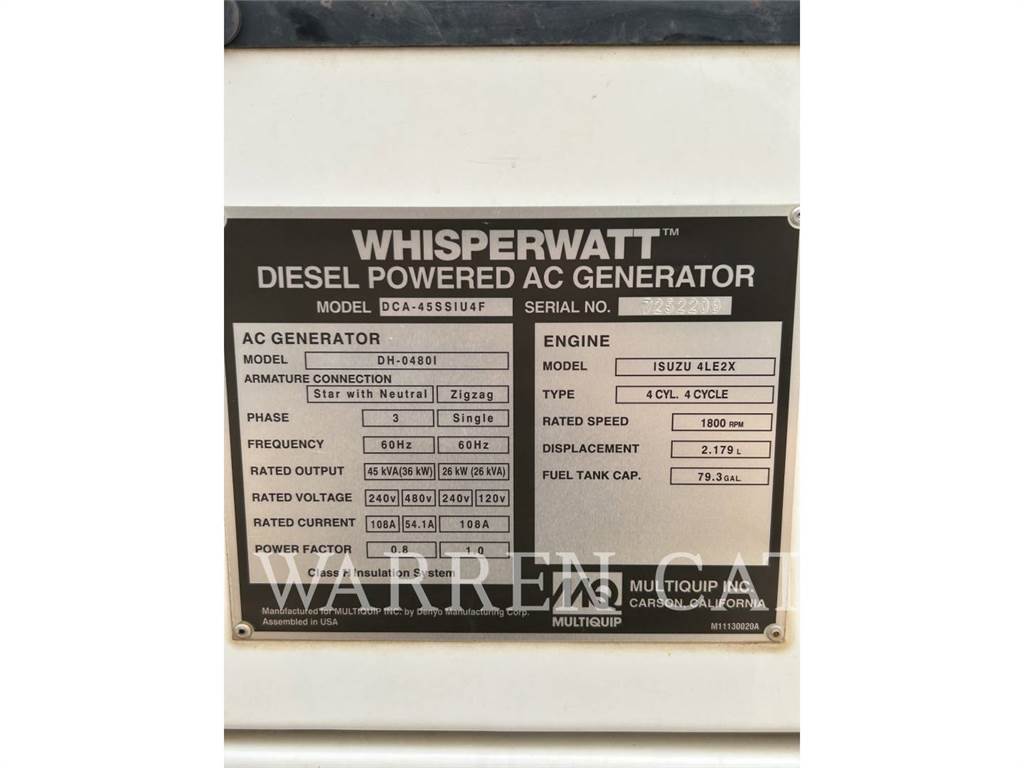 WHISPERWATT™
DIESEL POWERED AC GENERATOR
MODEL DCA-45SSIU4F SERIAL NO. 7252209
AC GENERATOR
MODEL DH-0480I
ARMATURE CONNECTION
Star with Neutral Zigzag
PHASE 3 Single
FREQUENCY 60Hz 60Hz
RATED OUTPUT 45 kVA(36 kW) 26 kW (26 kVA)
RATED VOLTAGE 240v 480v 240v 120v
RATED CURRENT 108A 54.1A 108A
POWER FACTOR 0.8 1.0
Class H Insulation System
ENGINE
MODEL ISUZU 4LE2X
TYPE 4 CYL. 4 CYCLE
RATED SPEED 1800 RPM
DISPLACEMENT 2.179 L
FUEL TANK CAP. 79.3 GAL.
WARREN CAT
Manufactured for MULTIQUIP INC. by Denyo Manufacturing Corp.
Assembled in USA
MQ
MULTIQUIP
MULTIQUIP INC.
CARSON, CALIFORNIA
M11130020A